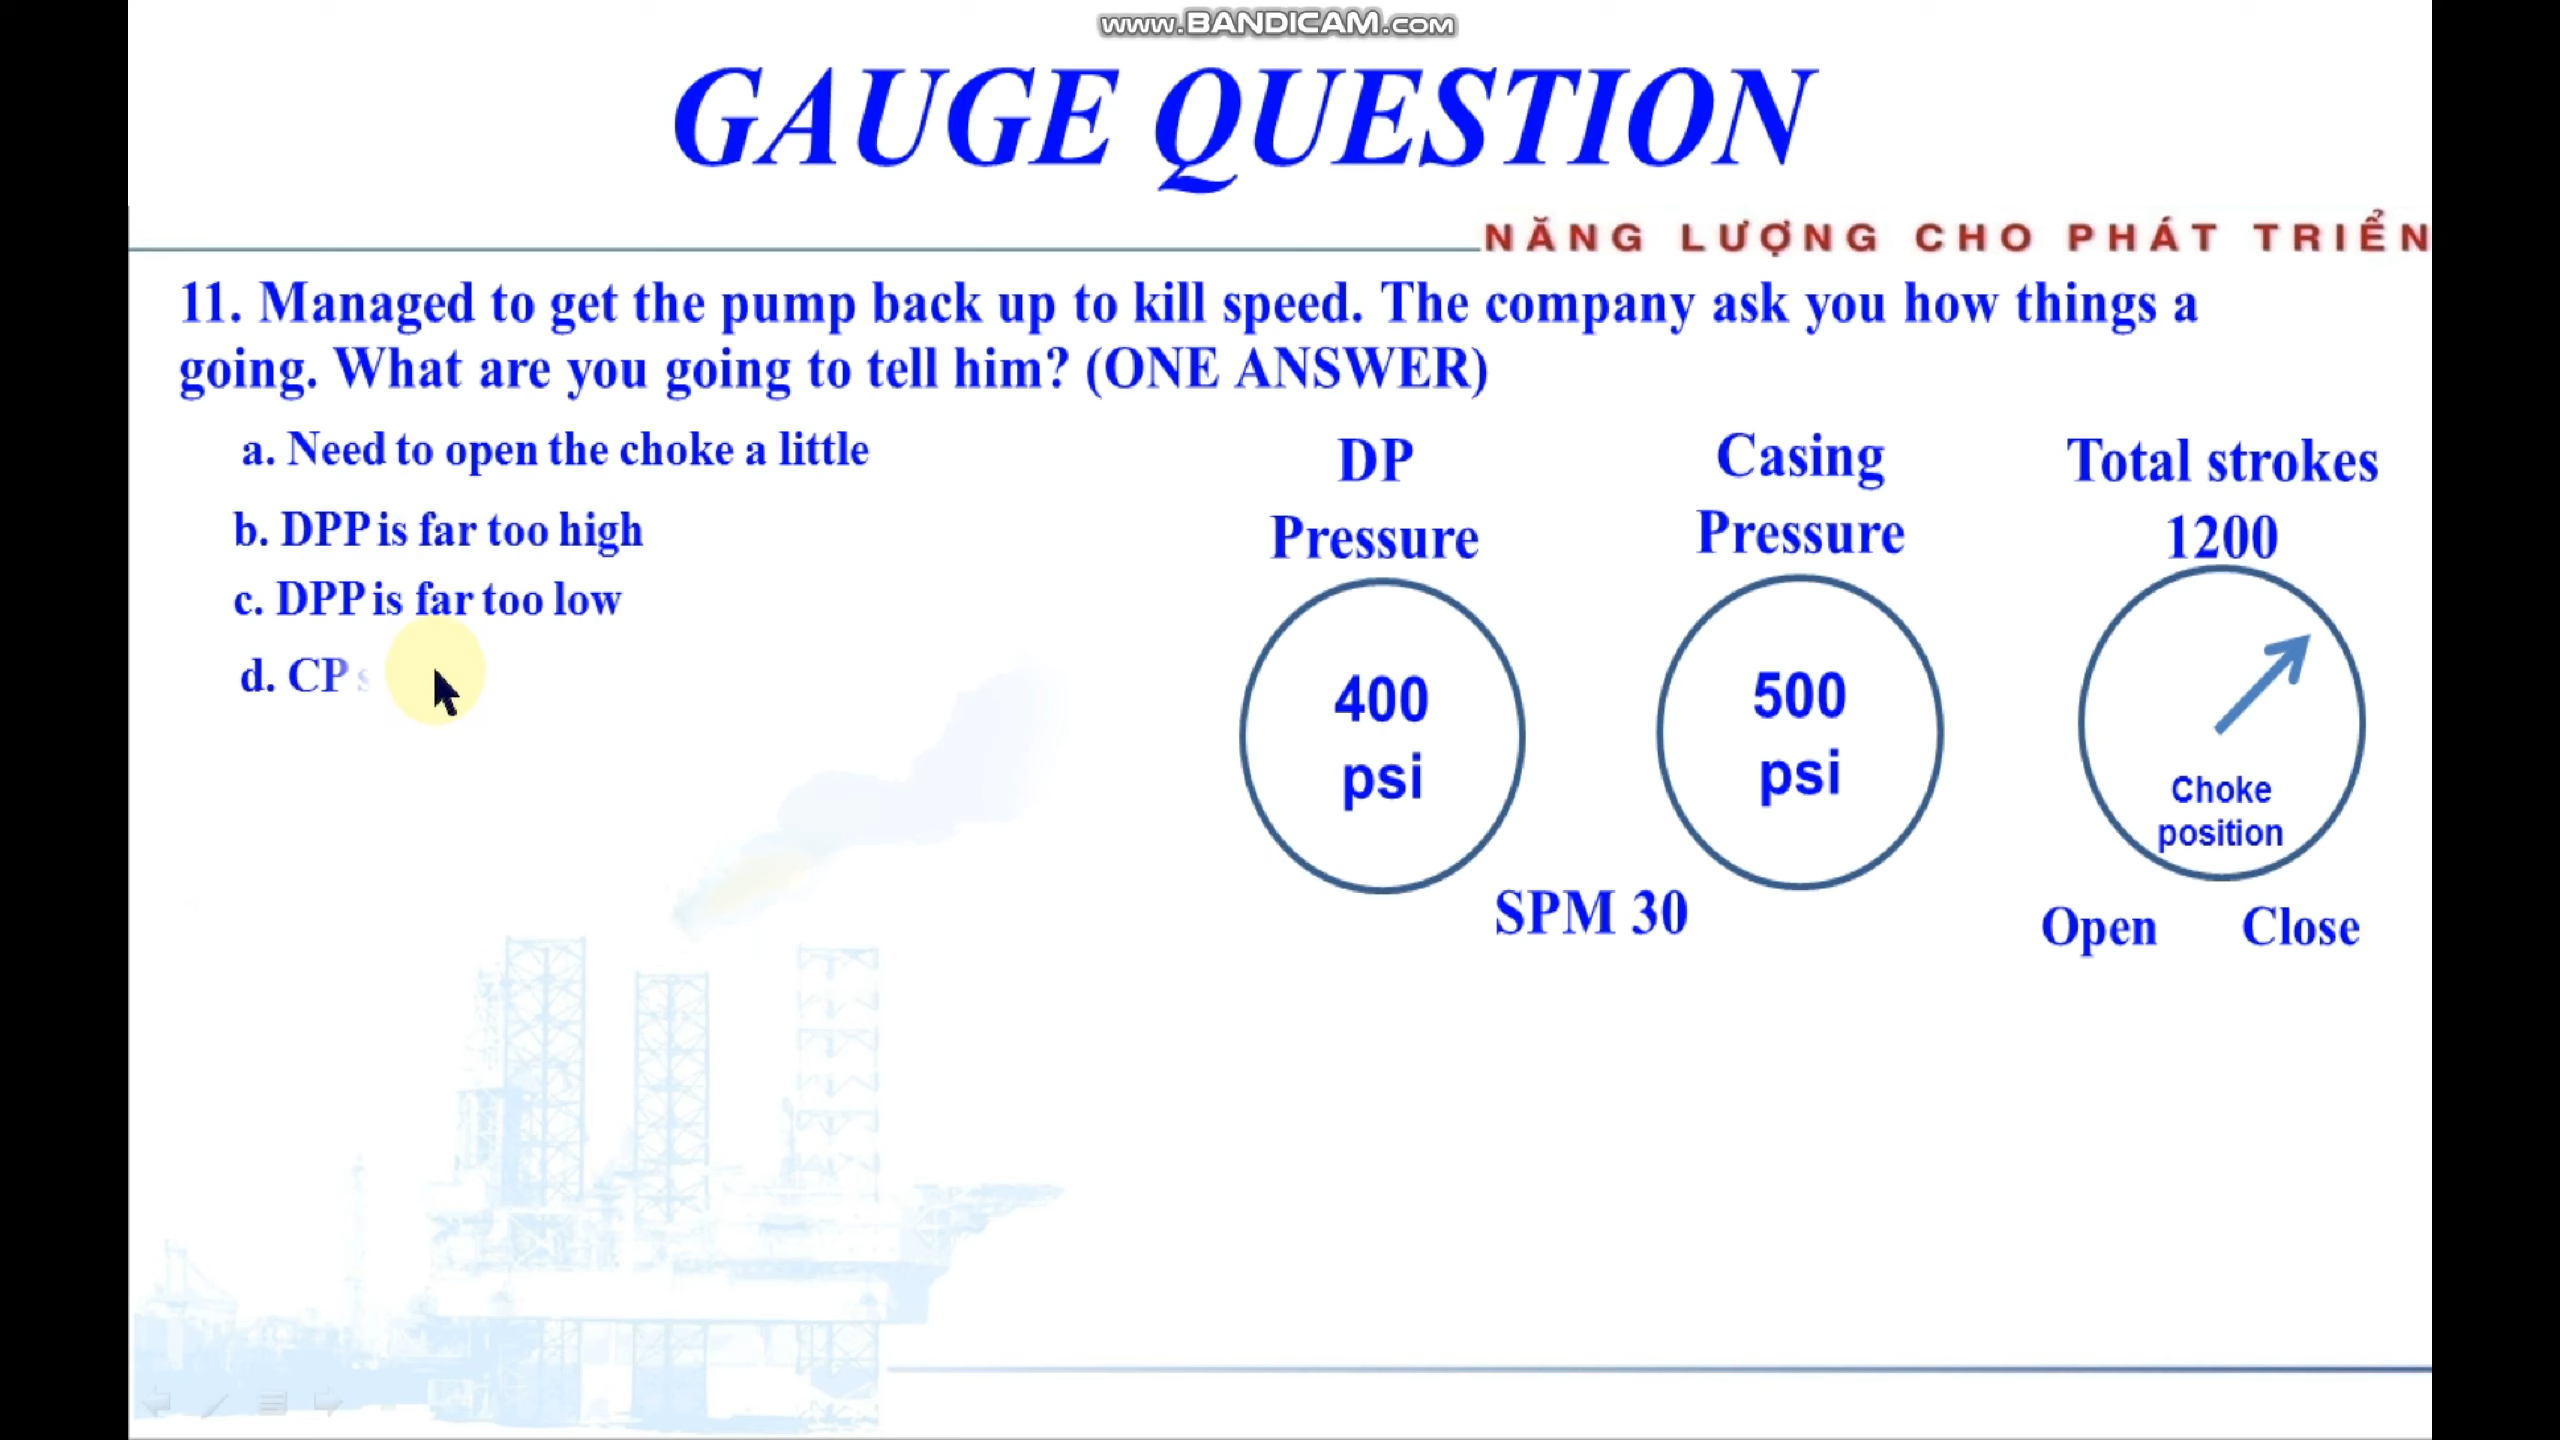 www.BANDICAM.com
GAUGE QUESTION
NĂNG LƯỢNG CHO PHÁT TRIỂN
11. Managed to get the pump back up to kill speed. The company ask you how things a
going. What are you going to tell him? (ONE ANSWER)
a. Need to open the choke a little
b. DPP is far too high
c. DPP is far too low
d. CP
DP
Pressure
400
psi
Casing
Pressure
500
psi
SPM 30
Total strokes
1200
Choke
position
Open Close